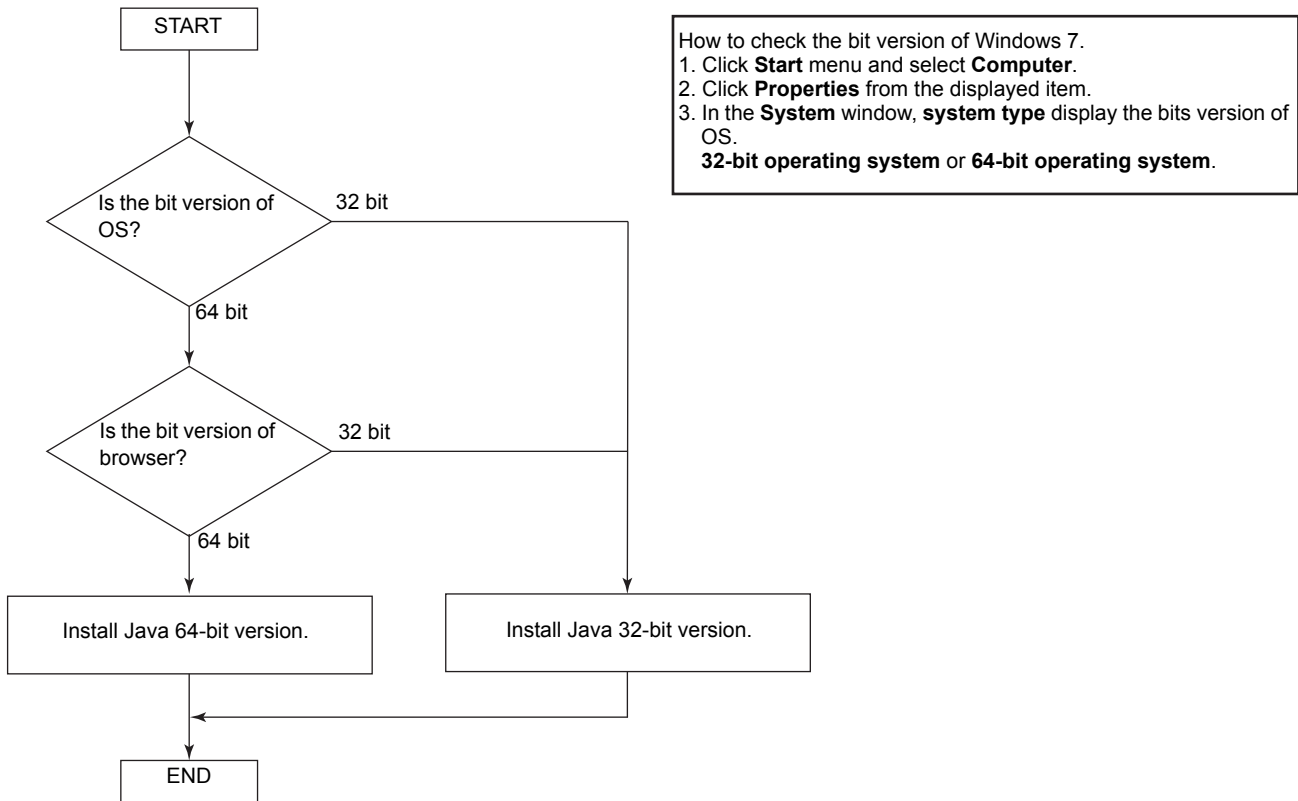 START
How to check the bit version of Windows 7.
1. Click Start menu and select Computer.
2. Click Properties from the displayed item.
3. In the System window, system type display the bits version of
OS.
32-bit operating system or 64-bit operating system.
Is the bit version of
OS?
32 bit
64 bit
Is the bit version of
browser?
32 bit
64 bit
Install Java 64-bit version.
Install Java 32-bit version.
END